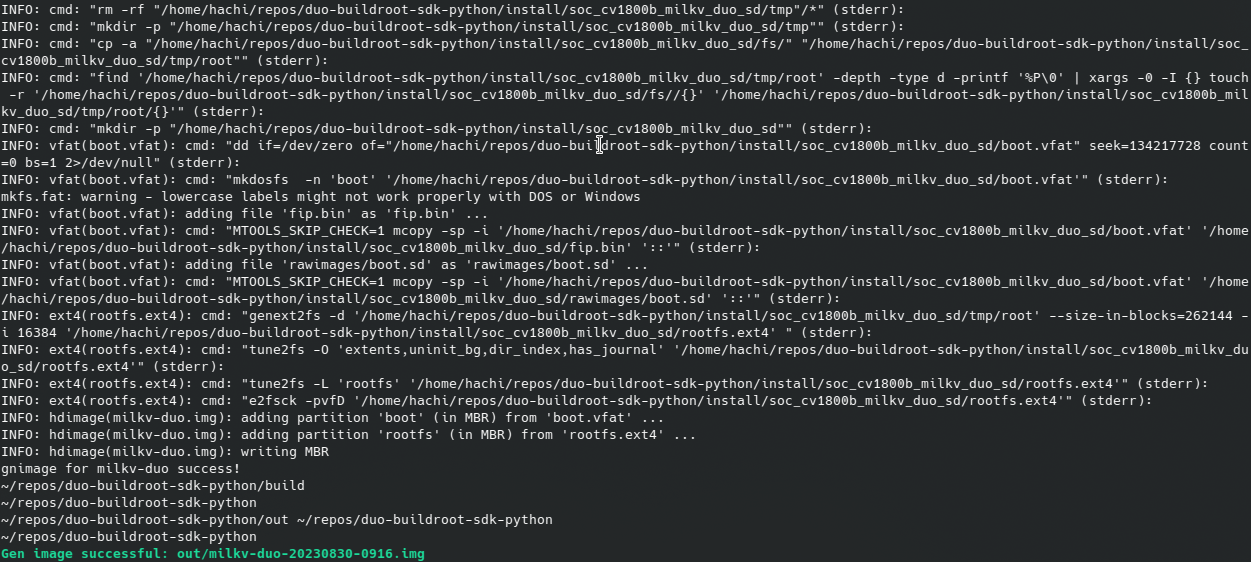 INFO: cmd: "rm -rf "/home/hachi/repos/duo-buildroot-sdk-python/install/soc_cv1800b_milkv_duo_sd/tmp"/*" (stderr):
INFO: cmd: "mkdir -p "/home/hachi/repos/duo-buildroot-sdk-python/install/soc_cv1800b_milkv_duo_sd/tmp"" (stderr):
INFO: cmd: "cp -a "/home/hachi/repos/duo-buildroot-sdk-python/install/soc_cv1800b_milkv_duo_sd/fs/" "/home/hachi/repos/duo-buildroot-sdk-python/install/soc_
cv1800b_milkv_duo_sd/tmp/root"" (stderr):
INFO: cmd: "find '/home/hachi/repos/duo-buildroot-sdk-python/install/soc_cv1800b_milkv_duo_sd/tmp/root' -depth -type d -printf '%P\0' | xargs -0 -I {} touch
 -r '/home/hachi/repos/duo-buildroot-sdk-python/install/soc_cv1800b_milkv_duo_sd/fs//{}' '/home/hachi/repos/duo-buildroot-sdk-python/install/soc_cv1800b_mil
kv_duo_sd/tmp/root/{}'" (stderr):
INFO: cmd: "mkdir -p "/home/hachi/repos/duo-buildroot-sdk-python/install/soc_cv1800b_milkv_duo_sd"" (stderr):
INFO: vfat(boot.vfat): cmd: "dd if=/dev/zero of="/home/hachi/repos/duo-buildroot-sdk-python/install/soc_cv1800b_milkv_duo_sd/boot.vfat" seek=134217728 count
=0 bs=1 2>/dev/null" (stderr):
INFO: vfat(boot.vfat): cmd: "mkdosfs  -n 'boot' '/home/hachi/repos/duo-buildroot-sdk-python/install/soc_cv1800b_milkv_duo_sd/boot.vfat'" (stderr):
mkfs.fat: warning - lowercase labels might not work properly with DOS or Windows
INFO: vfat(boot.vfat): adding file 'fip.bin' as 'fip.bin' ...
INFO: vfat(boot.vfat): cmd: "MTOOLS_SKIP_CHECK=1 mcopy -sp -i '/home/hachi/repos/duo-buildroot-sdk-python/install/soc_cv1800b_milkv_duo_sd/boot.vfat' '/home
/hachi/repos/duo-buildroot-sdk-python/install/soc_cv1800b_milkv_duo_sd/fip.bin' '::'" (stderr):
INFO: vfat(boot.vfat): adding file 'rawimages/boot.sd' as 'rawimages/boot.sd' ...
INFO: vfat(boot.vfat): cmd: "MTOOLS_SKIP_CHECK=1 mcopy -sp -i '/home/hachi/repos/duo-buildroot-sdk-python/install/soc_cv1800b_milkv_duo_sd/boot.vfat' '/home
/hachi/repos/duo-buildroot-sdk-python/install/soc_cv1800b_milkv_duo_sd/rawimages/boot.sd' '::'" (stderr):
INFO: ext4(rootfs.ext4): cmd: "genext2fs -d '/home/hachi/repos/duo-buildroot-sdk-python/install/soc_cv1800b_milkv_duo_sd/tmp/root' --size-in-blocks=262144 -
i 16384 '/home/hachi/repos/duo-buildroot-sdk-python/install/soc_cv1800b_milkv_duo_sd/rootfs.ext4' " (stderr):
INFO: ext4(rootfs.ext4): cmd: "tune2fs -O 'extents,uninit_bg,dir_index,has_journal' '/home/hachi/repos/duo-buildroot-sdk-python/install/soc_cv1800b_milkv_du
o_sd/rootfs.ext4'" (stderr):
INFO: ext4(rootfs.ext4): cmd: "tune2fs -L 'rootfs' '/home/hachi/repos/duo-buildroot-sdk-python/install/soc_cv1800b_milkv_duo_sd/rootfs.ext4'" (stderr):
INFO: ext4(rootfs.ext4): cmd: "e2fsck -pvfD '/home/hachi/repos/duo-buildroot-sdk-python/install/soc_cv1800b_milkv_duo_sd/rootfs.ext4'" (stderr):
INFO: hdimage(milkv-duo.img): adding partition 'boot' (in MBR) from 'boot.vfat' ...
INFO: hdimage(milkv-duo.img): adding partition 'rootfs' (in MBR) from 'rootfs.ext4' ...
INFO: hdimage(milkv-duo.img): writing MBR
gnimage for milkv-duo success!
~/repos/duo-buildroot-sdk-python/build
~/repos/duo-buildroot-sdk-python
~/repos/duo-buildroot-sdk-python/out ~/repos/duo-buildroot-sdk-python
~/repos/duo-buildroot-sdk-python
Gen image successful: out/milkv-duo-20230830-0916.img